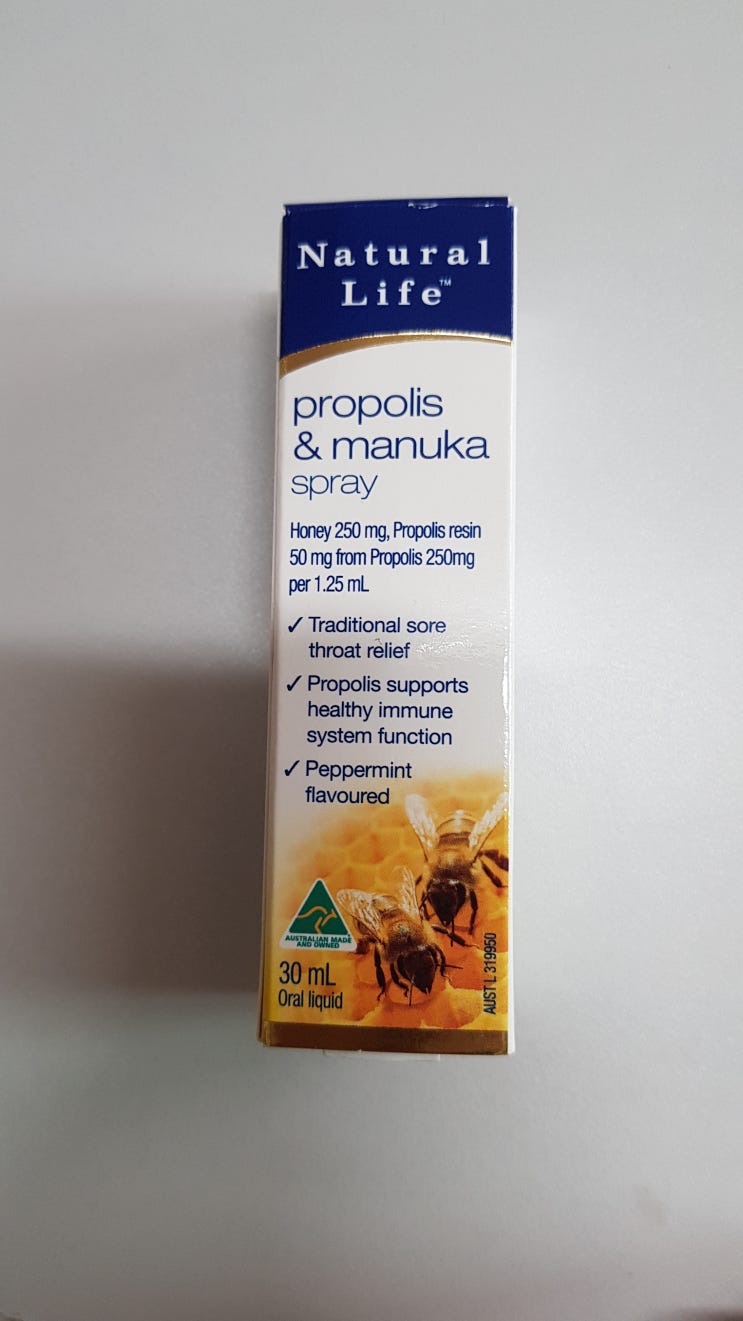 Natural
Life™
propolis
& manuka
spray
Honey 250 mg, Propolis resin
50 mg from Propolis 250mg
per 1.25 mL
✓ Traditional sore
throat relief
✓ Propolis supports
healthy immune
system function
✓ Peppermint
flavoured
AUSTRALIAN MADE
AND OWNED
30 mL
Oral liquid
AUST L 319950